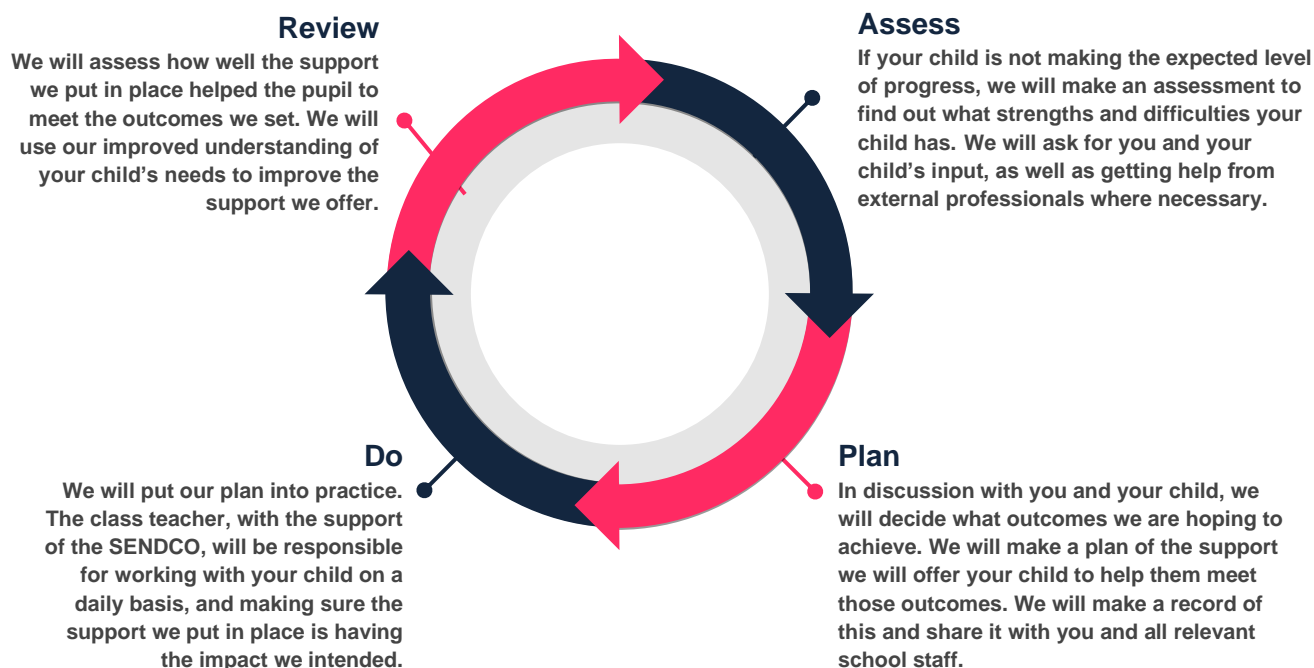 Review
We will assess how well the support
we put in place helped the pupil to
meet the outcomes we set. We will
use our improved understanding of
your child’s needs to improve the
support we offer.
Assess
If your child is not making the expected level
of progress, we will make an assessment to
find out what strengths and difficulties your
child has. We will ask for you and your
child’s input, as well as getting help from
external professionals where necessary.
Do
We will put our plan into practice.
The class teacher, with the support
of the SENDCO, will be responsible
for working with your child on a
daily basis, and making sure the
support we put in place is having
the impact we intended.
Plan
In discussion with you and your child, we
will decide what outcomes we are hoping to
achieve. We will make a plan of the support
we will offer your child to help them meet
those outcomes. We will make a record of
this and share it with you and all relevant
school staff.